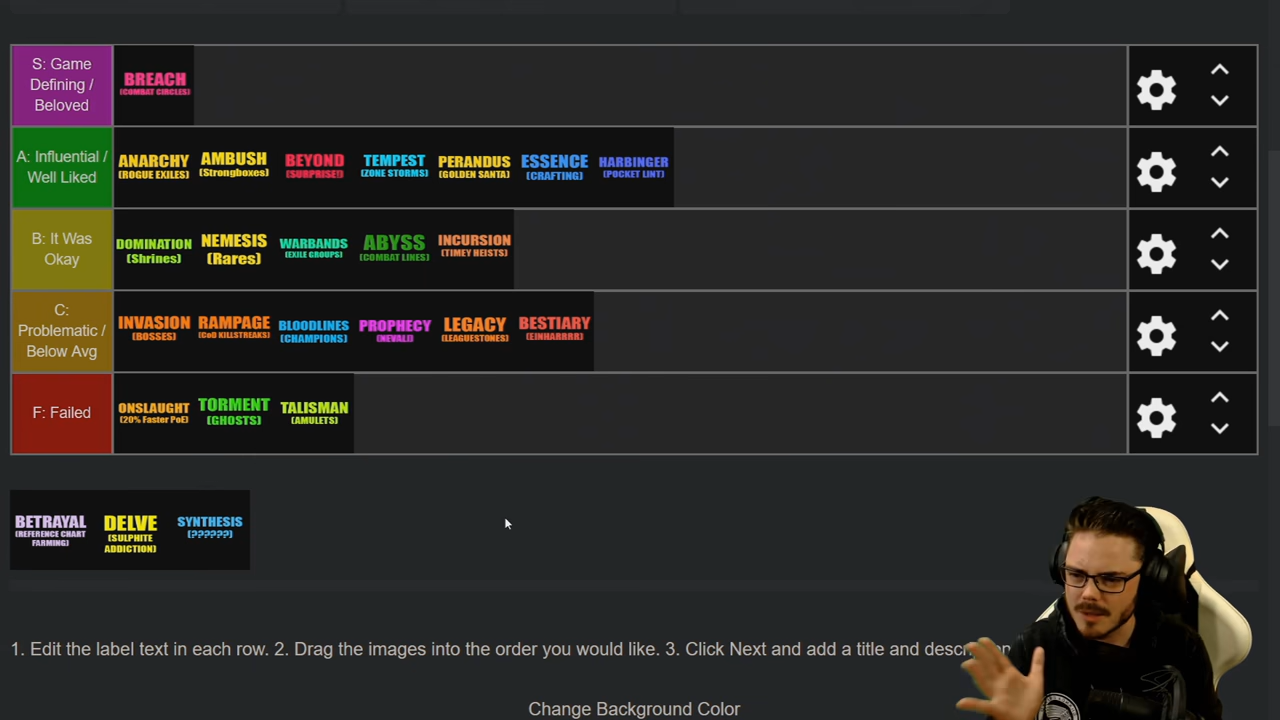 S: Game
Defining /
Beloved
BREACH
(COMBAT CIRCLES)
A: Influential /
Well Liked
ANARCHY
(ROGUE EXILES)
AMBUSH
(Strongboxes)
BEYOND
(SURPRISE!)
TEMPEST
(ZONE STORMS)
PERANDUS
(GOLDEN SANTA)
ESSENCE
(CRAFTING)
HARBINGER
(POCKET LINT)
B: It Was
Okay
DOMINATION
(Shrines)
NEMESIS
(Rares)
WARBANDS
(EXILE GROUPS)
ABYSS
(COMBAT LINES)
INCURSION
(TIMEY HEISTS)
C:
Problematic /
Below Avg
INVASION
(BOSSES)
RAMPAGE
(CoG KILLSTREAKS)
BLOODLINES
(CHAMPIONS)
PROPHECY
(NEVALI)
LEGACY
(LEAGUESTONES)
BESTIARY
(EINHARRRR)
F: Failed
ONSLAUGHT
(20% Faster PoE)
TORMENT
(GHOSTS)
TALISMAN
(AMULETS)
BETRAYAL
(REFERENCE CHART
FARMING)
DELVE
(SULPHITE
ADDICTION)
SYNTHESIS
(??????)
1. Edit the label text in each row. 2. Drag the images into the order you would like. 3. Click Next and add a title and
Change Background Color